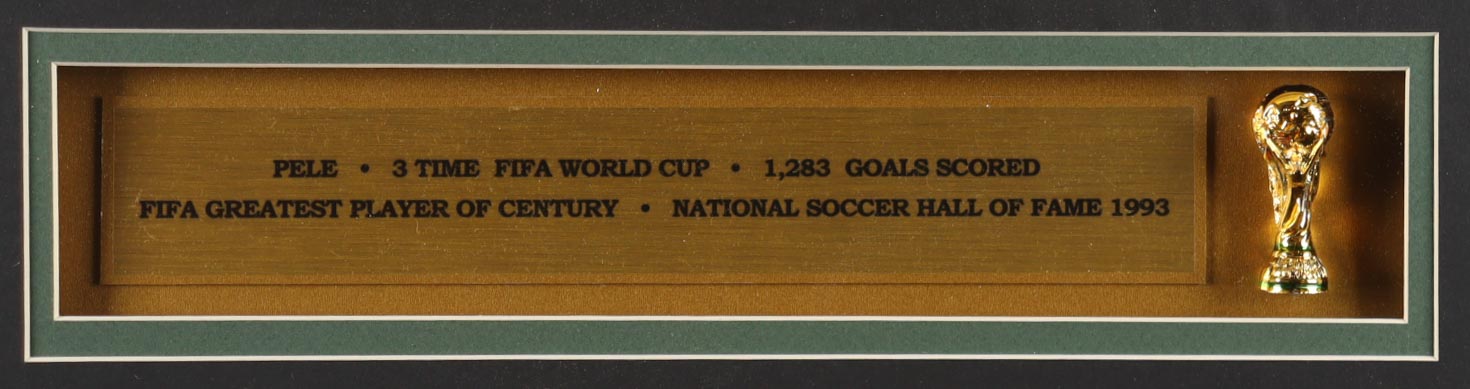 PELE • 3 TIME FIFA WORLD CUP • 1,283 GOALS SCORED
FIFA GREATEST PLAYER OF CENTURY • NATIONAL SOCCER HALL OF FAME 1993